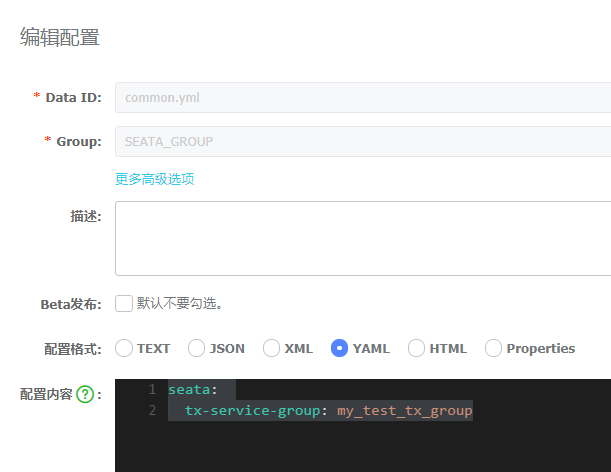 编辑配置
* Data ID: common.yml
* Group: SEATA_GROUP
更多高级选项
描述:
Beta发布: 默认不要勾选。
配置格式: TEXT JSON XML YAML HTML Properties
配置内容 ? : 1 seata:
2 tx-service-group: my_test_tx_group